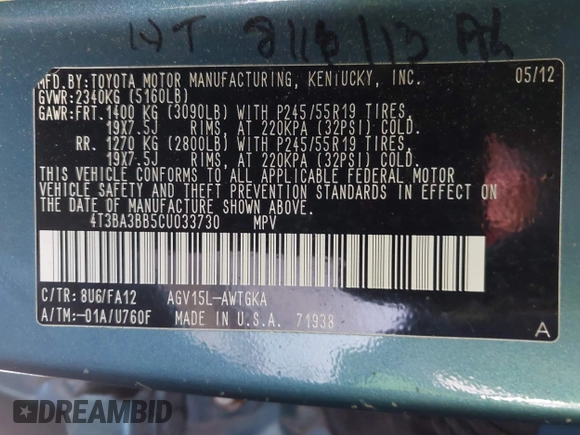 MFD.BY:TOYOTA MOTOR MANUFACTURING, KENTUCKY, INC. 05/12
GVWR:2340KG (5160LB)
GAWR:FRT.1400 KG (3090LB) WITH P245/55R19 TIRES,
19X7.5J RIMS, AT 220KPA (32PSI) COLD.
RR. 1270 KG (2800LB) WITH P245/55R19 TIRES,
19X7.5J RIMS, AT 220KPA (32PSI) COLD.
THIS VEHICLE CONFORMS TO ALL APPLICABLE FEDERAL MOTOR
VEHICLE SAFETY AND THEFT PREVENTION STANDARDS IN EFFECT ON
THE DATE OF MANUFACTURE SHOWN ABOVE.
4T3BA3BB5CU033730 MPV
C/TR: 8U6/FA12 AGV15L-AWTGKA
A/TM:-01A/U760F MADE IN U.S.A. 71938 A
DREAMBID